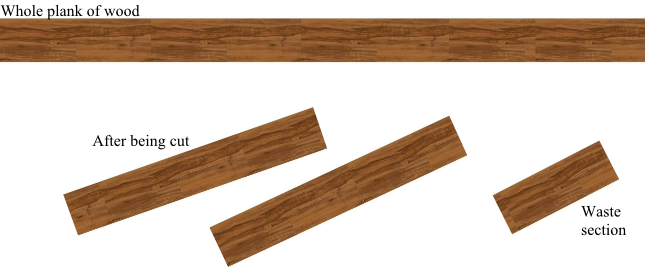 Whole plank of wood
After being cut
Waste
section